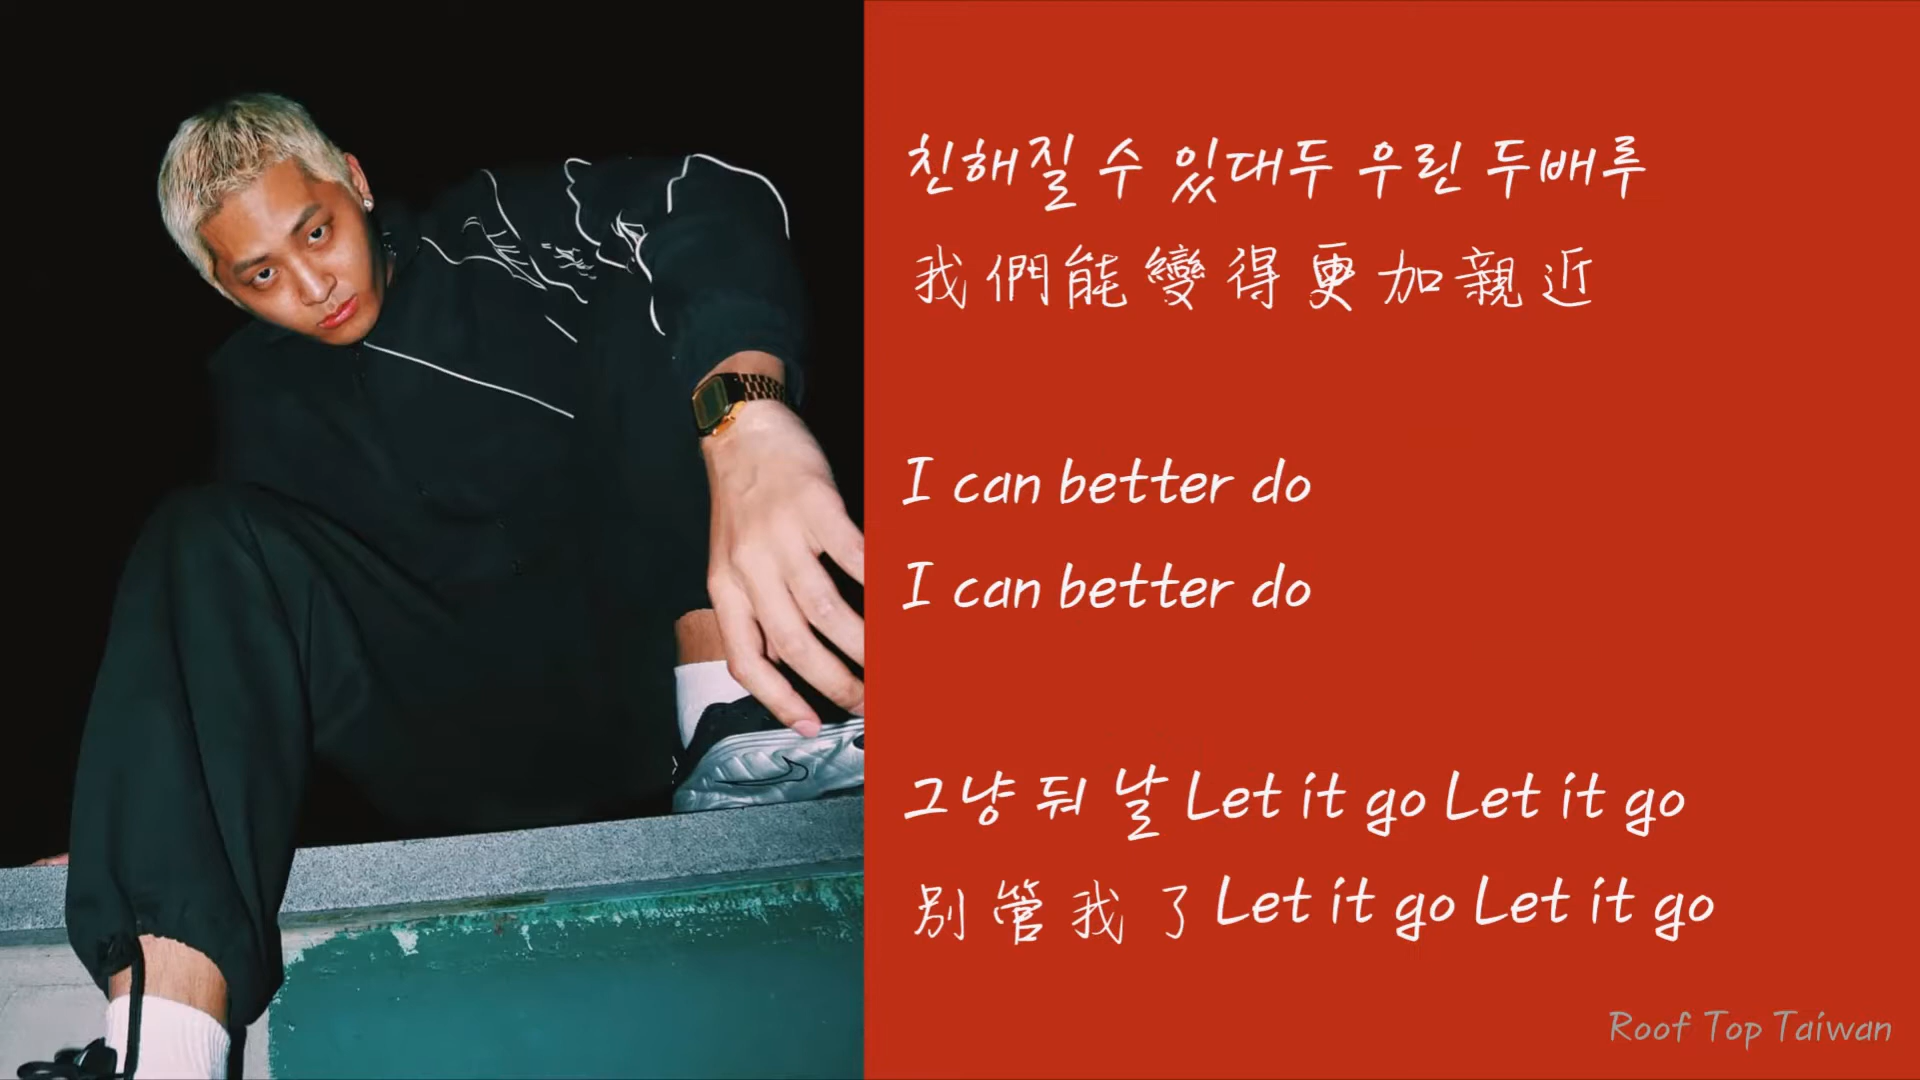 친해질 수 있대두 우린 두배루
我們能變得更加親近
I can better do
I can better do
그냥 둬 날 Let it go Let it go
別管我了 Let it go Let it go
Roof Top Taiwan